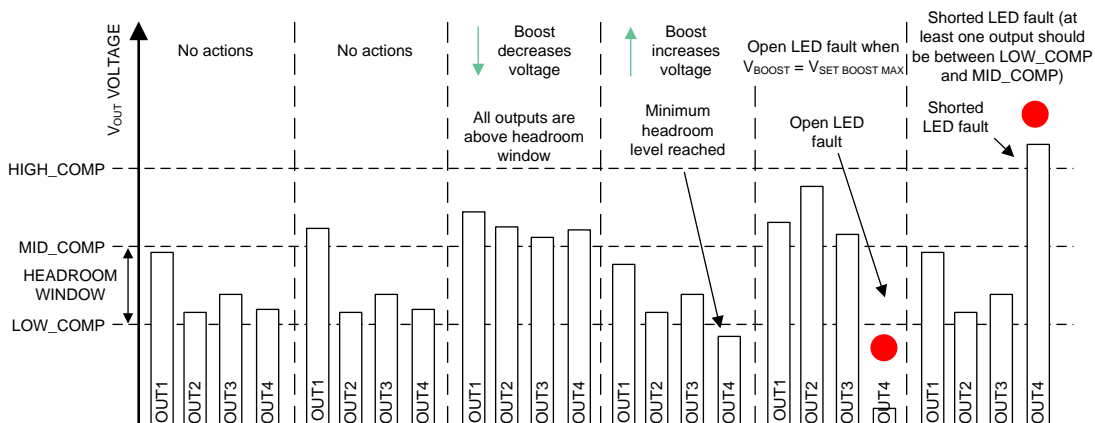 V_OUT VOLTAGE
HIGH_COMP
MID_COMP
HEADROOM
WINDOW
LOW_COMP
No actions
OUT1
OUT2
OUT3
OUT4
No actions
OUT1
OUT2
OUT3
OUT4
Boost
decreases
voltage
All outputs are
above headroom
window
OUT1
OUT2
OUT3
OUT4
Boost
increases
voltage
Minimum
headroom
level reached
OUT1
OUT2
OUT3
OUT4
Open LED fault when
V_BOOST = V_SET BOOST MAX
Open LED
fault
OUT1
OUT2
OUT3
OUT4
Shorted LED fault (at
least one output should
be between LOW_COMP
and MID_COMP)
Shorted
LED fault
OUT1
OUT2
OUT3
OUT4